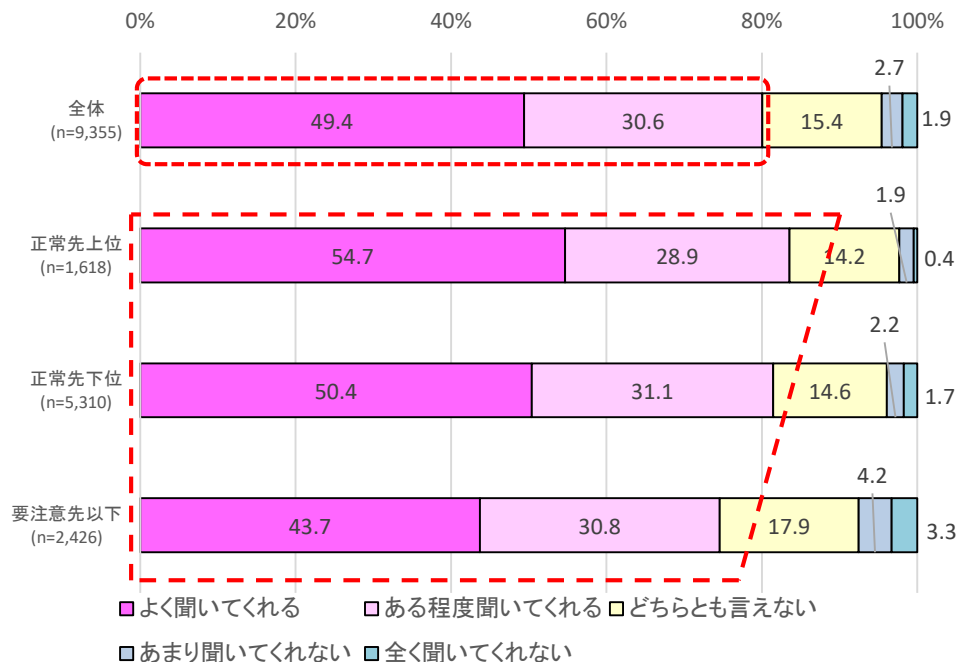 0% 20% 40% 60% 80% 100%
2.7
全体
(n=9,355)
49.4 30.6 15.4 1.9
1.9
正常先上位
(n=1,618)
54.7 28.9 14.2 0.4
2.2
正常先下位
(n=5,310)
50.4 31.1 14.6 1.7
4.2
要注意先以下
(n=2,426)
43.7 30.8 17.9 3.3
よく聞いてくれる ある程度聞いてくれる どちらとも言えない
あまり聞いてくれない 全く聞いてくれない